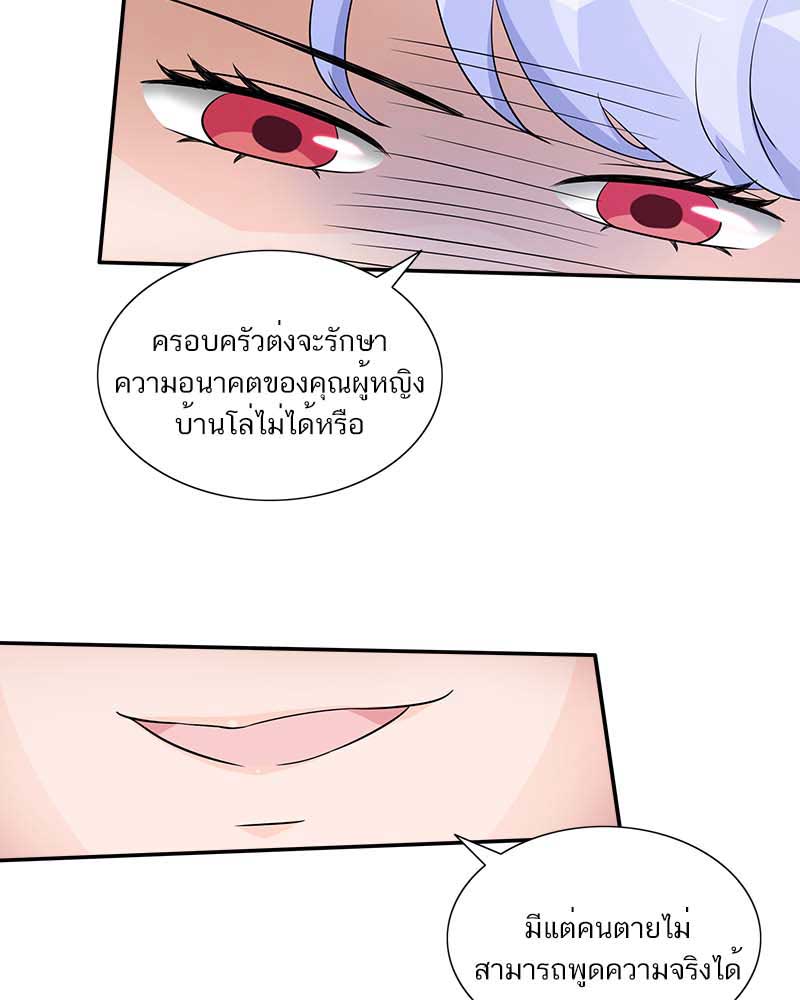 ครอบครัวต่งจะรักษา
ความอนาคตของคุณผู้หญิง
บ้านโล่ไม่ได้หรือ
มีแต่คนตายไม่
สามารถพูดความจริงได้